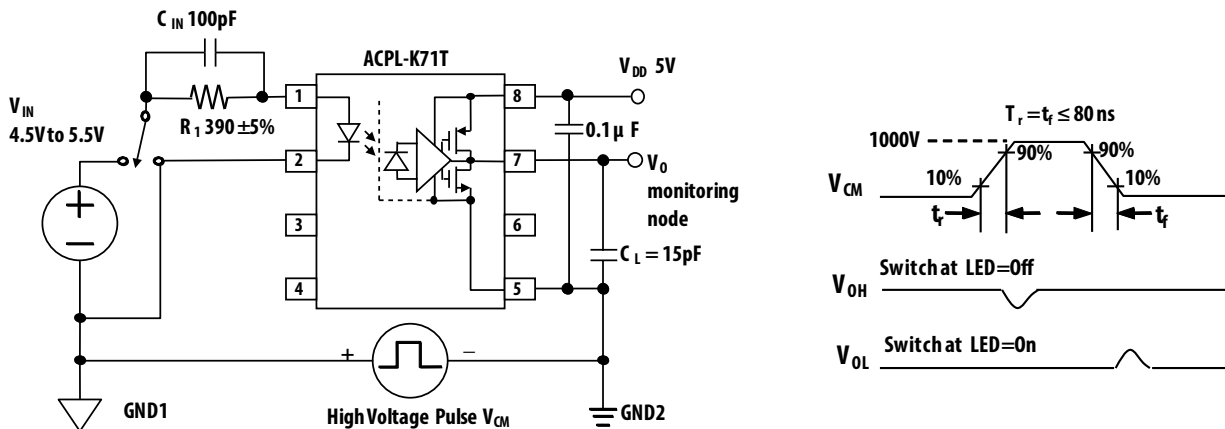 C IN 100pF
ACPL-K71T
V DD 5V
V IN
4.5V to 5.5V
R 1 390 ±5%
1
2
3
4
8
7
6
5
0.1µ F
V O
monitoring
node
C L = 15pF
+
−
+
−
GND1
High Voltage Pulse V CM
GND2
T r = t f ≤ 80 ns
1000V
90%
90%
V CM
10%
10%
t r
t f
Switch at LED=Off
V OH
Switch at LED=On
V OL